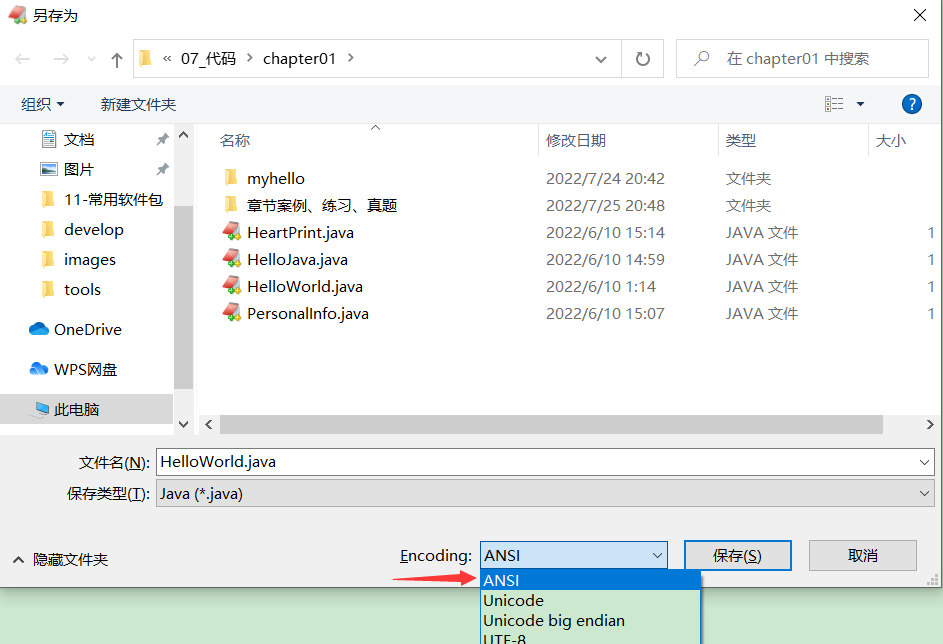 另存为
« 07_代码 › chapter01 ›
在 chapter01 中搜索
组织 新建文件夹 ?
文档
图片
11-常用软件包
develop
images
tools
OneDrive
WPS网盘
此电脑
名称 修改日期 类型 大小
myhello 2022/7/24 20:42 文件夹
章节案例、练习、真题 2022/7/25 20:48 文件夹
HeartPrint.java 2022/6/10 15:14 JAVA 文件 1
HelloJava.java 2022/6/10 14:59 JAVA 文件 1
HelloWorld.java 2022/6/10 1:14 JAVA 文件 1
PersonalInfo.java 2022/6/10 15:07 JAVA 文件 1
文件名(N): HelloWorld.java
保存类型(T): Java (*.java)
隐藏文件夹 Encoding: ANSI 保存(S) 取消
ANSI
Unicode
Unicode big endian
UTF-8